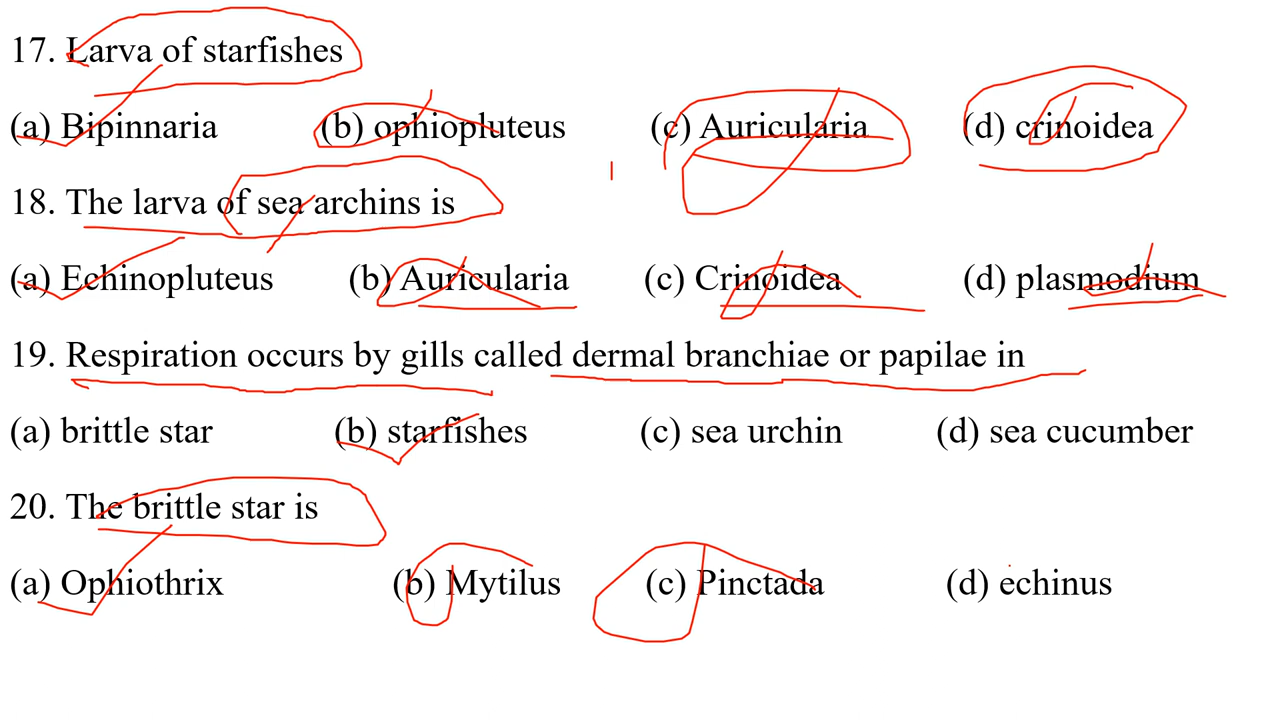 17. Larva of starfishes
(a) Bipinnaria (b) ophiopluteus (c) Auricularia (d) crinoidea
18. The larva of sea archins is
(a) Echinopluteus (b) Auricularia (c) Crinoidea (d) plasmodium
19. Respiration occurs by gills called dermal branchiae or papilae in
(a) brittle star (b) starfishes (c) sea urchin (d) sea cucumber
20. The brittle star is
(a) Ophiothrix (b) Mytilus (c) Pinctada (d) echinus